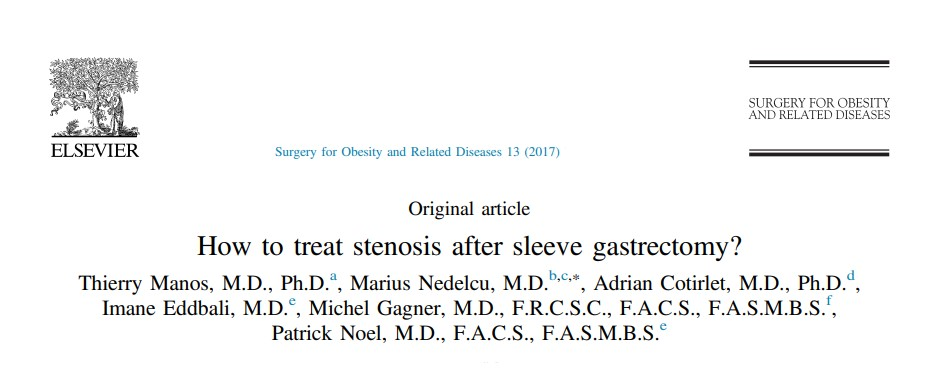 ELSEVIER
Surgery for Obesity and Related Diseases 13 (2017)
SURGERY FOR OBESITY
AND RELATED DISEASES
Original article
How to treat stenosis after sleeve gastrectomy?
Thierry Manos, M.D., Ph.D.a, Marius Nedelcu, M.D.b,c,*, Adrian Cotirlet, M.D., Ph.D.d,
Imane Eddbali, M.D.e, Michel Gagner, M.D., F.R.C.S.C., F.A.C.S., F.A.S.M.B.S.f,
Patrick Noel, M.D., F.A.C.S., F.A.S.M.B.S.e